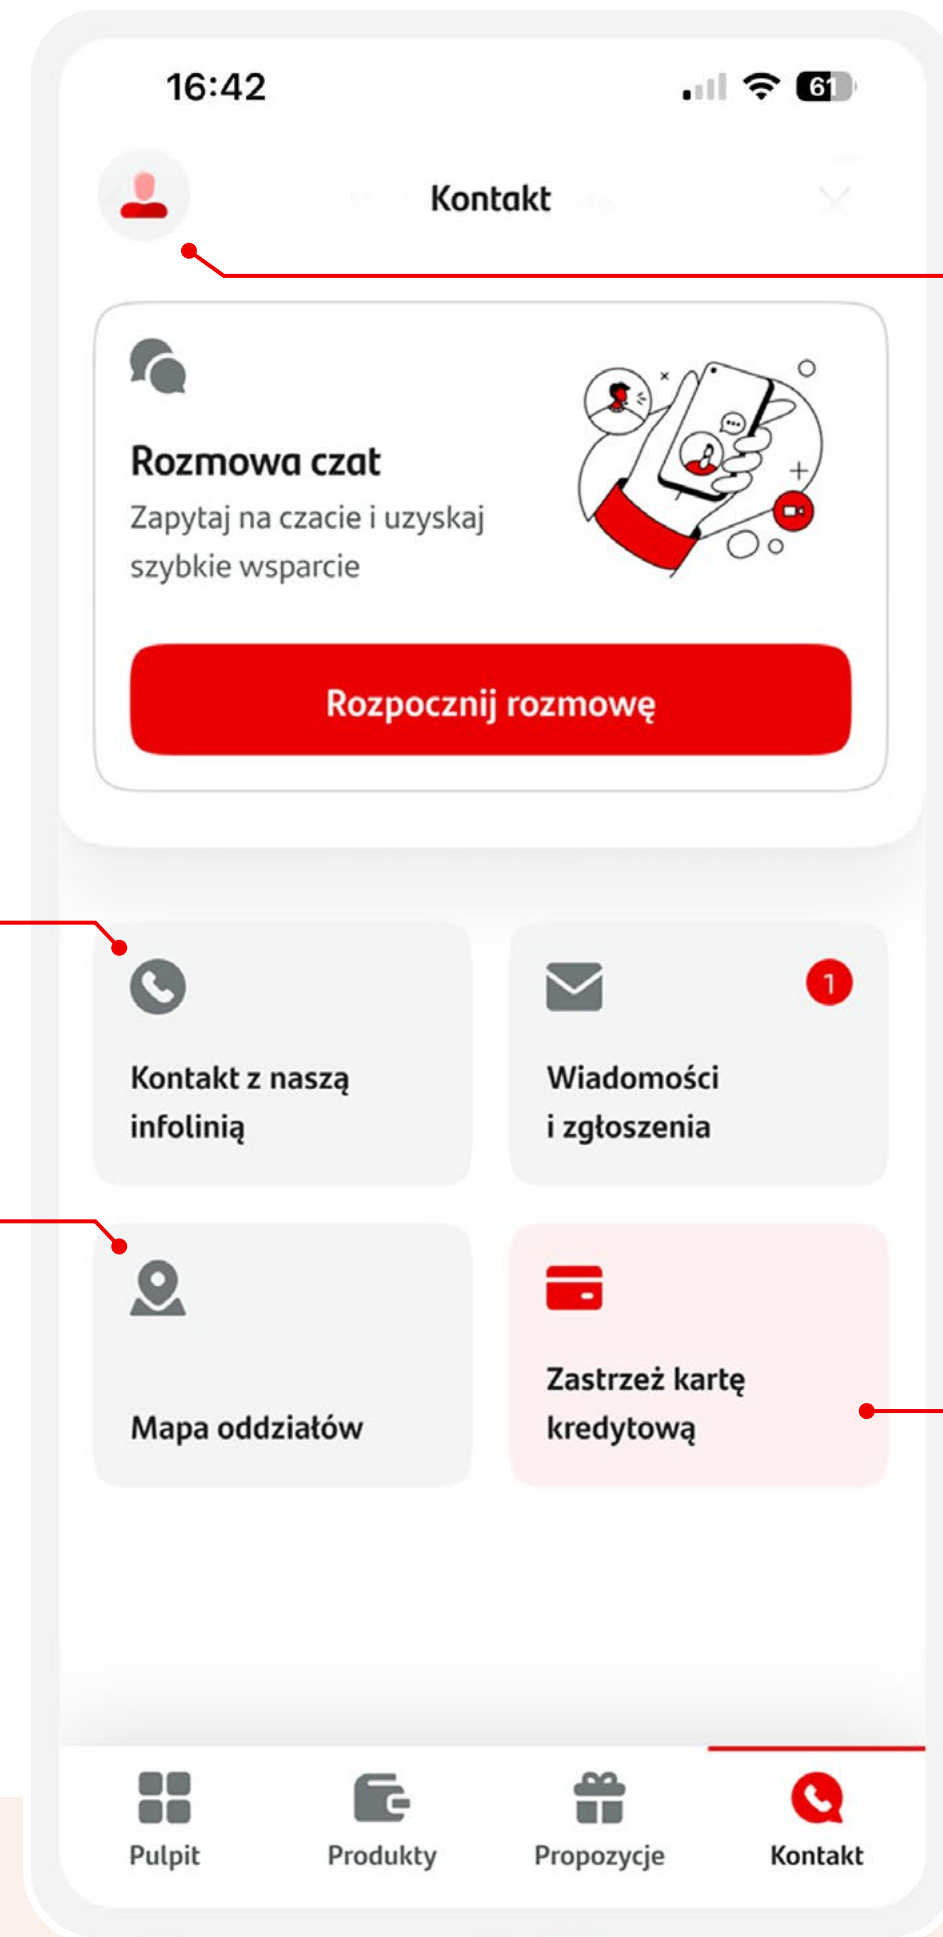 16:42
61
Kontakt
Rozmowa czat
Zapytaj na czacie i uzyskaj
szybkie wsparcie
Rozpocznij rozmowę
Kontakt z naszą
infolinią
1
Wiadomości
i zgłoszenia
Mapa oddziałów
Zastrzeż kartę
kredytową
Pulpit
Produkty
Propozycje
Kontakt